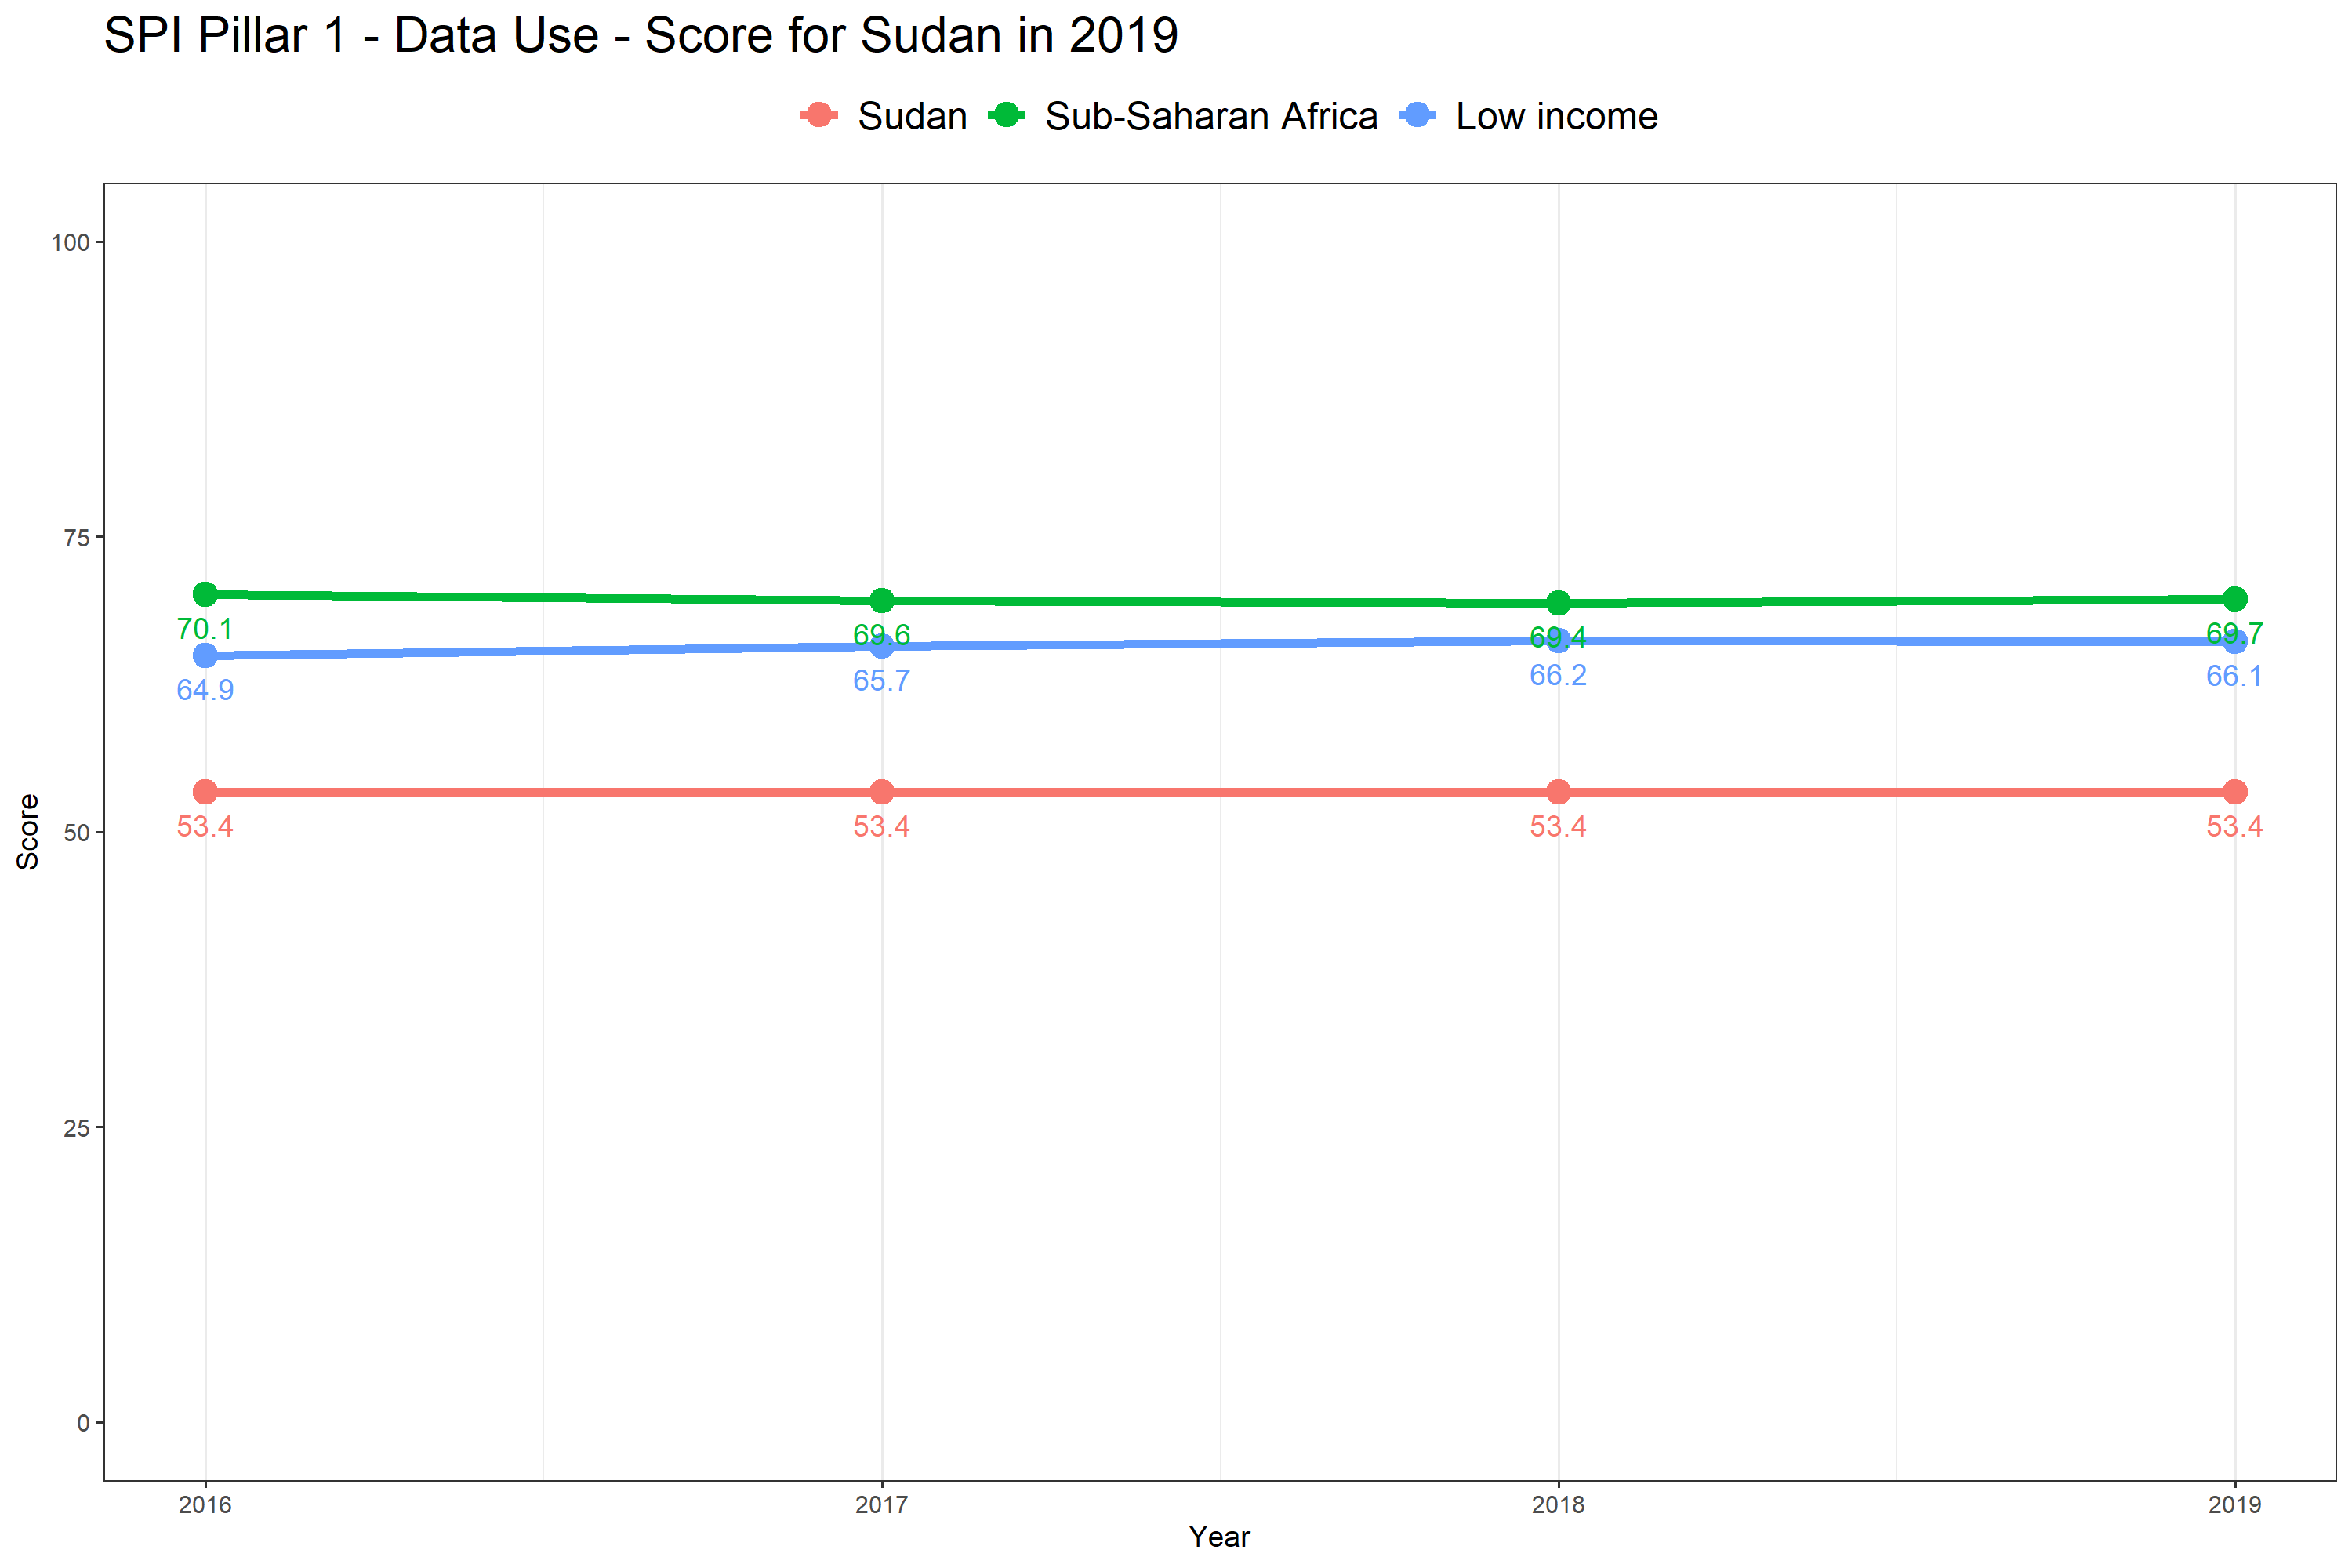 SPI Pillar 1 - Data Use - Score for Sudan in 2019
Sudan Sub-Saharan Africa Low income
100
75
50
25
0
Score
70.1 69.6 69.4 69.7
64.9 65.7 66.2 66.1
53.4 53.4 53.4 53.4
2016 2017 2018 2019
Year